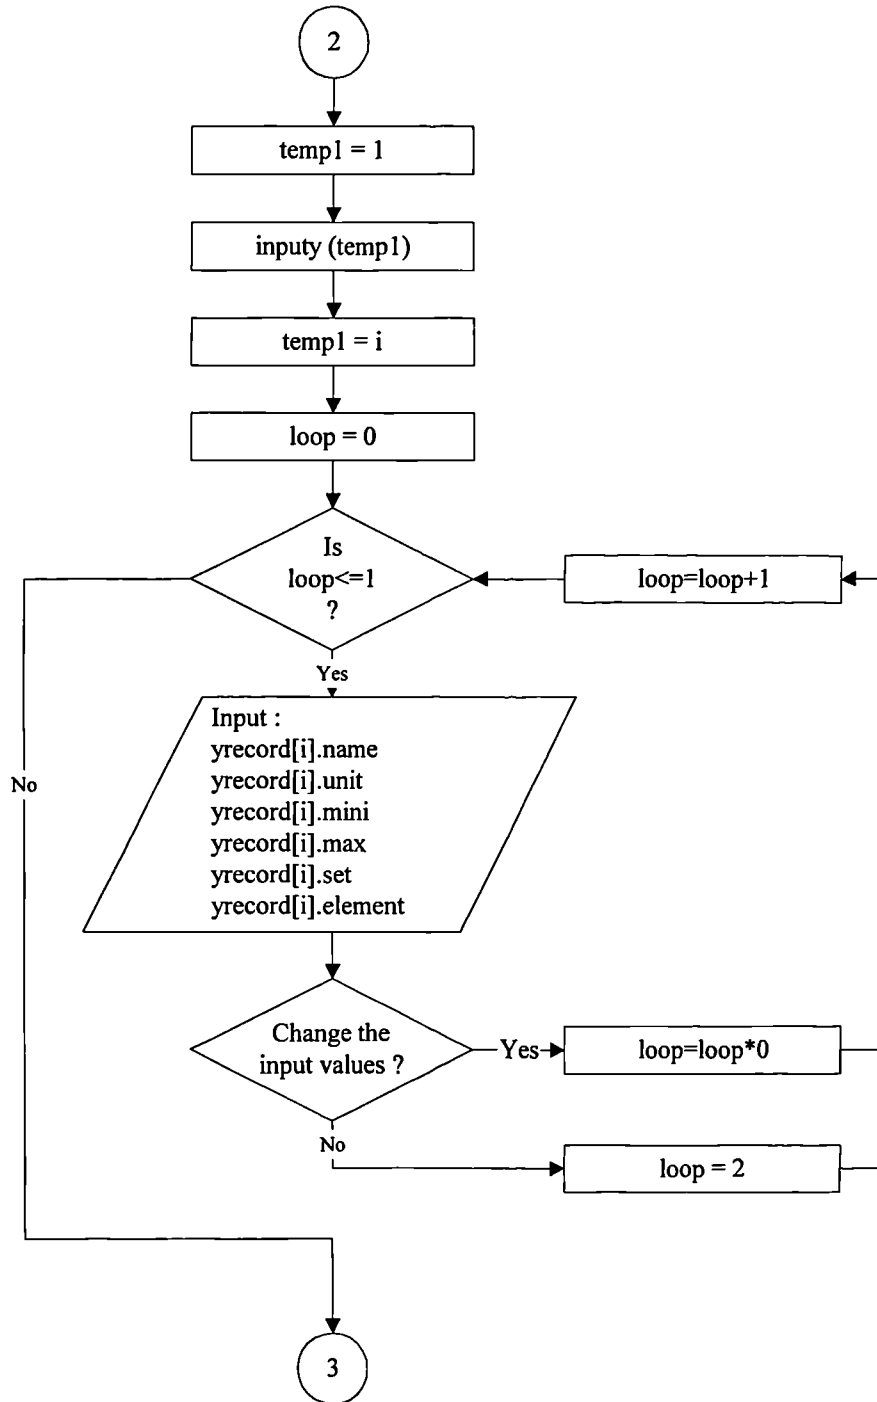 2
temp1 = 1
inputy (temp1)
temp1 = i
loop = 0
Is
loop<=1
?
loop=loop+1
Yes
Input :
yrecord[i].name
yrecord[i].unit
yrecord[i].mini
yrecord[i].max
yrecord[i].set
yrecord[i].element
No
Change the
input values ?
Yes
loop=loop*0
No
loop = 2
3